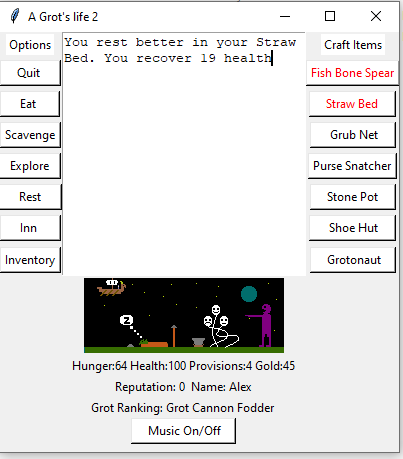 A Grot's life 2
Options
Craft Items
You rest better in your Straw
Bed. You recover 19 health
Quit
Eat
Scavenge
Explore
Rest
Inn
Inventory
Fish Bone Spear
Straw Bed
Grub Net
Purse Snatcher
Stone Pot
Shoe Hut
Grotonaut
Z
Hunger:64 Health:100 Provisions:4 Gold:45
Reputation: 0 Name: Alex
Grot Ranking: Grot Cannon Fodder
Music On/Off